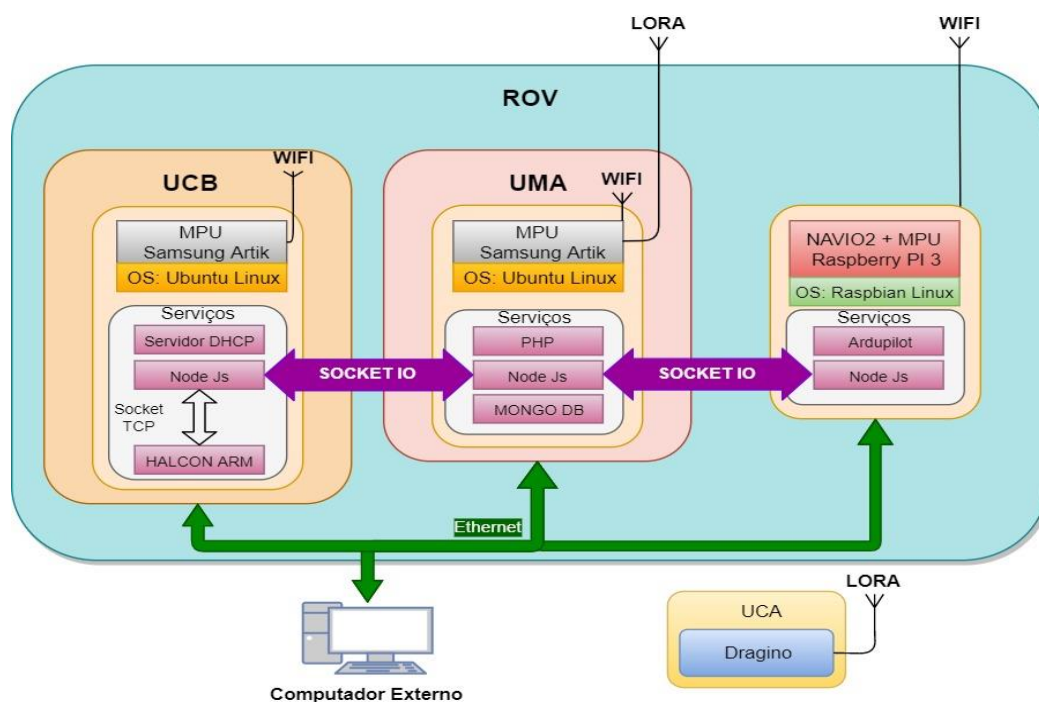 LORA
WIFI
ROV
UCB
WIFI
MPU
Samsung Artik
OS: Ubuntu Linux
Serviços
Servidor DHCP
Node Js
Socket
TCP
HALCON ARM
SOCKET IO
UMA
WIFI
MPU
Samsung Artik
OS: Ubuntu Linux
Serviços
PHP
Node Js
MONGO DB
SOCKET IO
NAVIO2 + MPU
Raspberry PI 3
OS: Raspbian Linux
Serviços
Ardupilot
Node Js
Ethernet
Computador Externo
LORA
UCA
Dragino